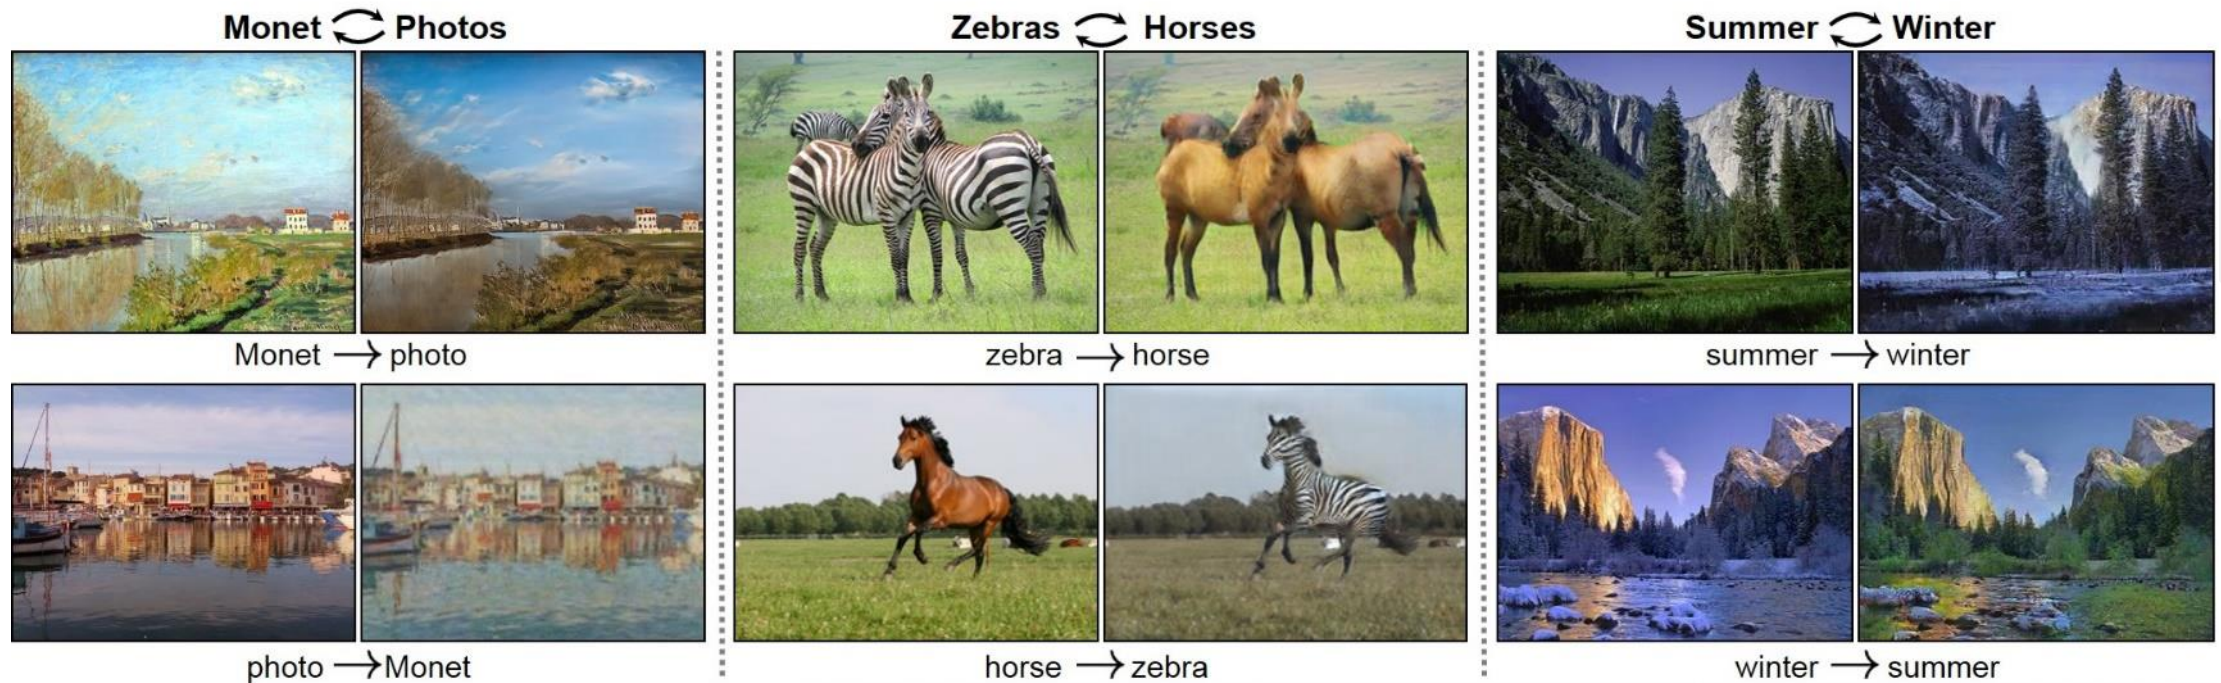 Monet ⇄ Photos
Zebras ⇄ Horses
Summer ⇄ Winter
Monet → photo
zebra → horse
summer → winter
photo → Monet
horse → zebra
winter → summer